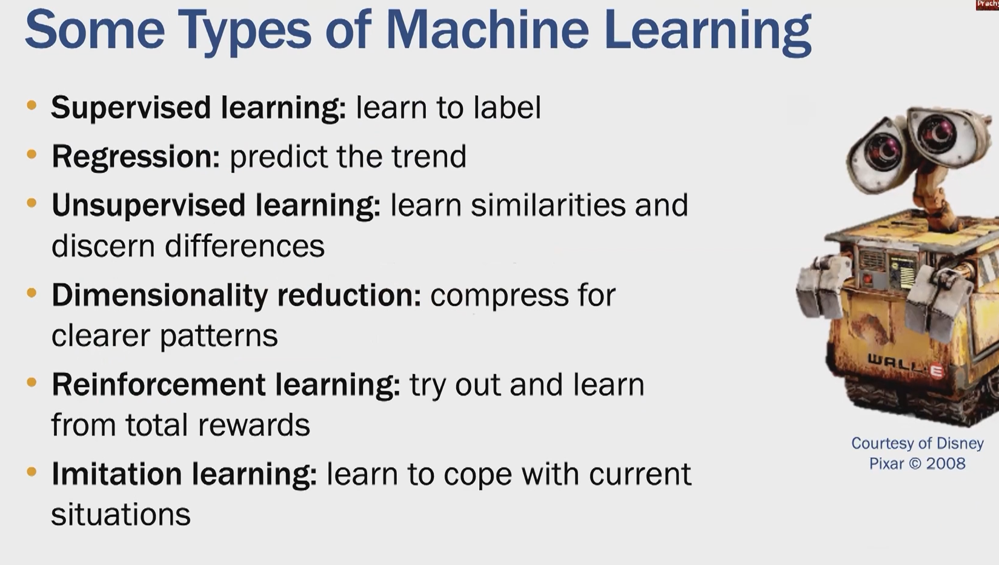 Some Types of Machine Learning
• Supervised learning: learn to label
• Regression: predict the trend
• Unsupervised learning: learn similarities and
discern differences
• Dimensionality reduction: compress for
clearer patterns
• Reinforcement learning: try out and learn
from total rewards
• Imitation learning: learn to cope with current
situations
WALL•E
Courtesy of Disney
Pixar © 2008